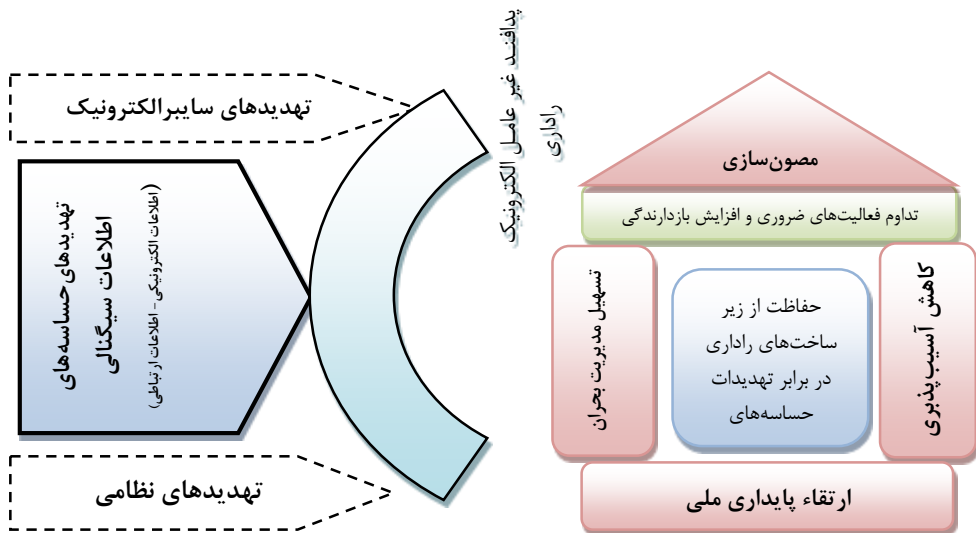 پدافند غیر عامل الکترونیک
راداری
تهدیدهای سایبرالکترونیک
تهدیدهای حساسه‌های
اطلاعات سیگنالی
(اطلاعات الکترونیکی - اطلاعات ارتباطی)
تهدیدهای نظامی
مصون‌سازی
تداوم فعالیت‌های ضروری و افزایش بازدارندگی
کاهش آسیب‌پذیری
حفاظت از زیر
ساخت‌های راداری
در برابر تهدیدات
حساسه‌های
تسهیل مدیریت بحران
ارتقاء پایداری ملی